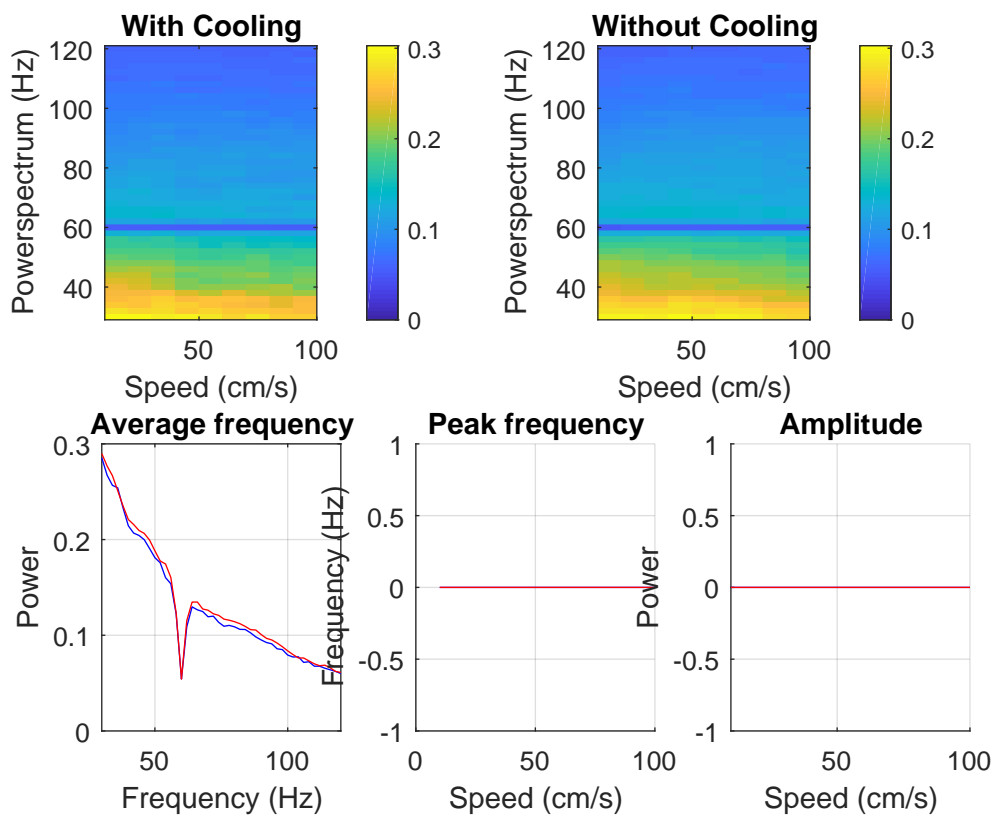 With Cooling
Powerspectrum (Hz)
120
100
80
60
40
50
100
Speed (cm/s)
0.3
0.2
0.1
0
Without Cooling
Powerspectrum (Hz)
120
100
80
60
40
50
100
Speed (cm/s)
0.3
0.2
0.1
0
Average frequency
Power
0.3
0.2
0.1
0
50
100
Frequency (Hz)
Peak frequency
Frequency (Hz)
1
0.5
0
-0.5
-1
0
50
100
Speed (cm/s)
Amplitude
Power
1
0.5
0
-0.5
-1
50
100
Speed (cm/s)